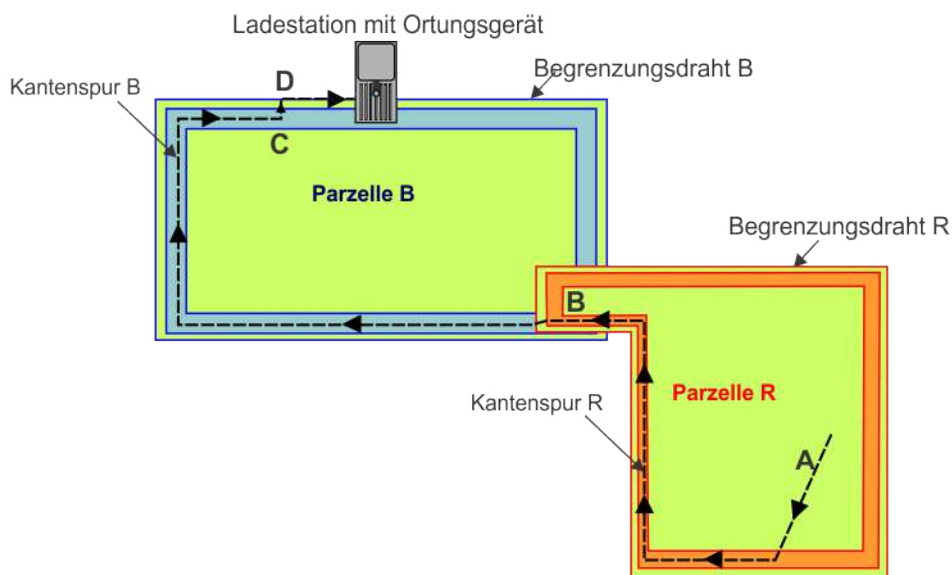 Ladestation mit Ortungsgerät
Kantenspur B
D
Begrenzungsdraht B
C
Parzelle B
Begrenzungsdraht R
B
Parzelle R
Kantenspur R
A